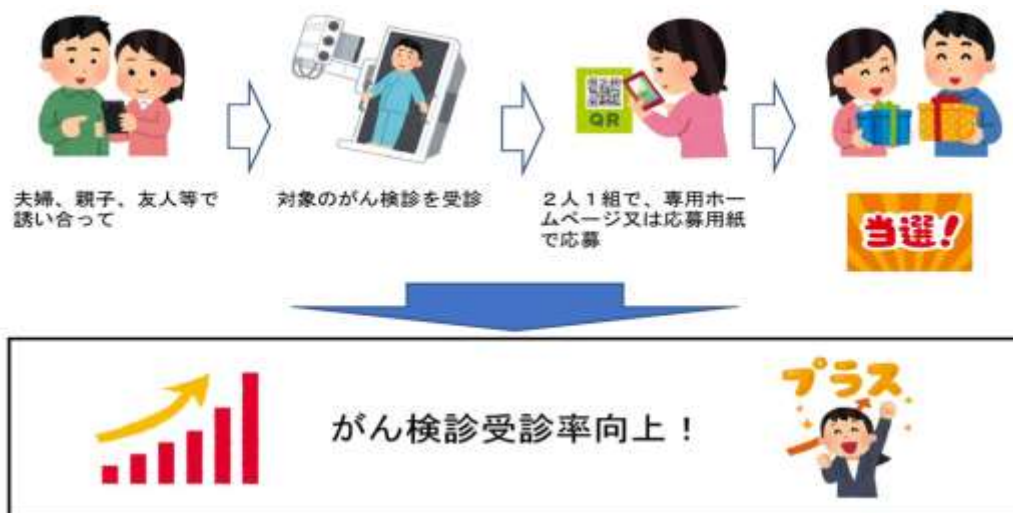 QR
夫婦、親子、友人等で
誘い合って
対象のがん検診を受診
２人１組で、専用ホー
ムページ又は応募用紙
で応募
当選！
がん検診受診率向上！
プラス